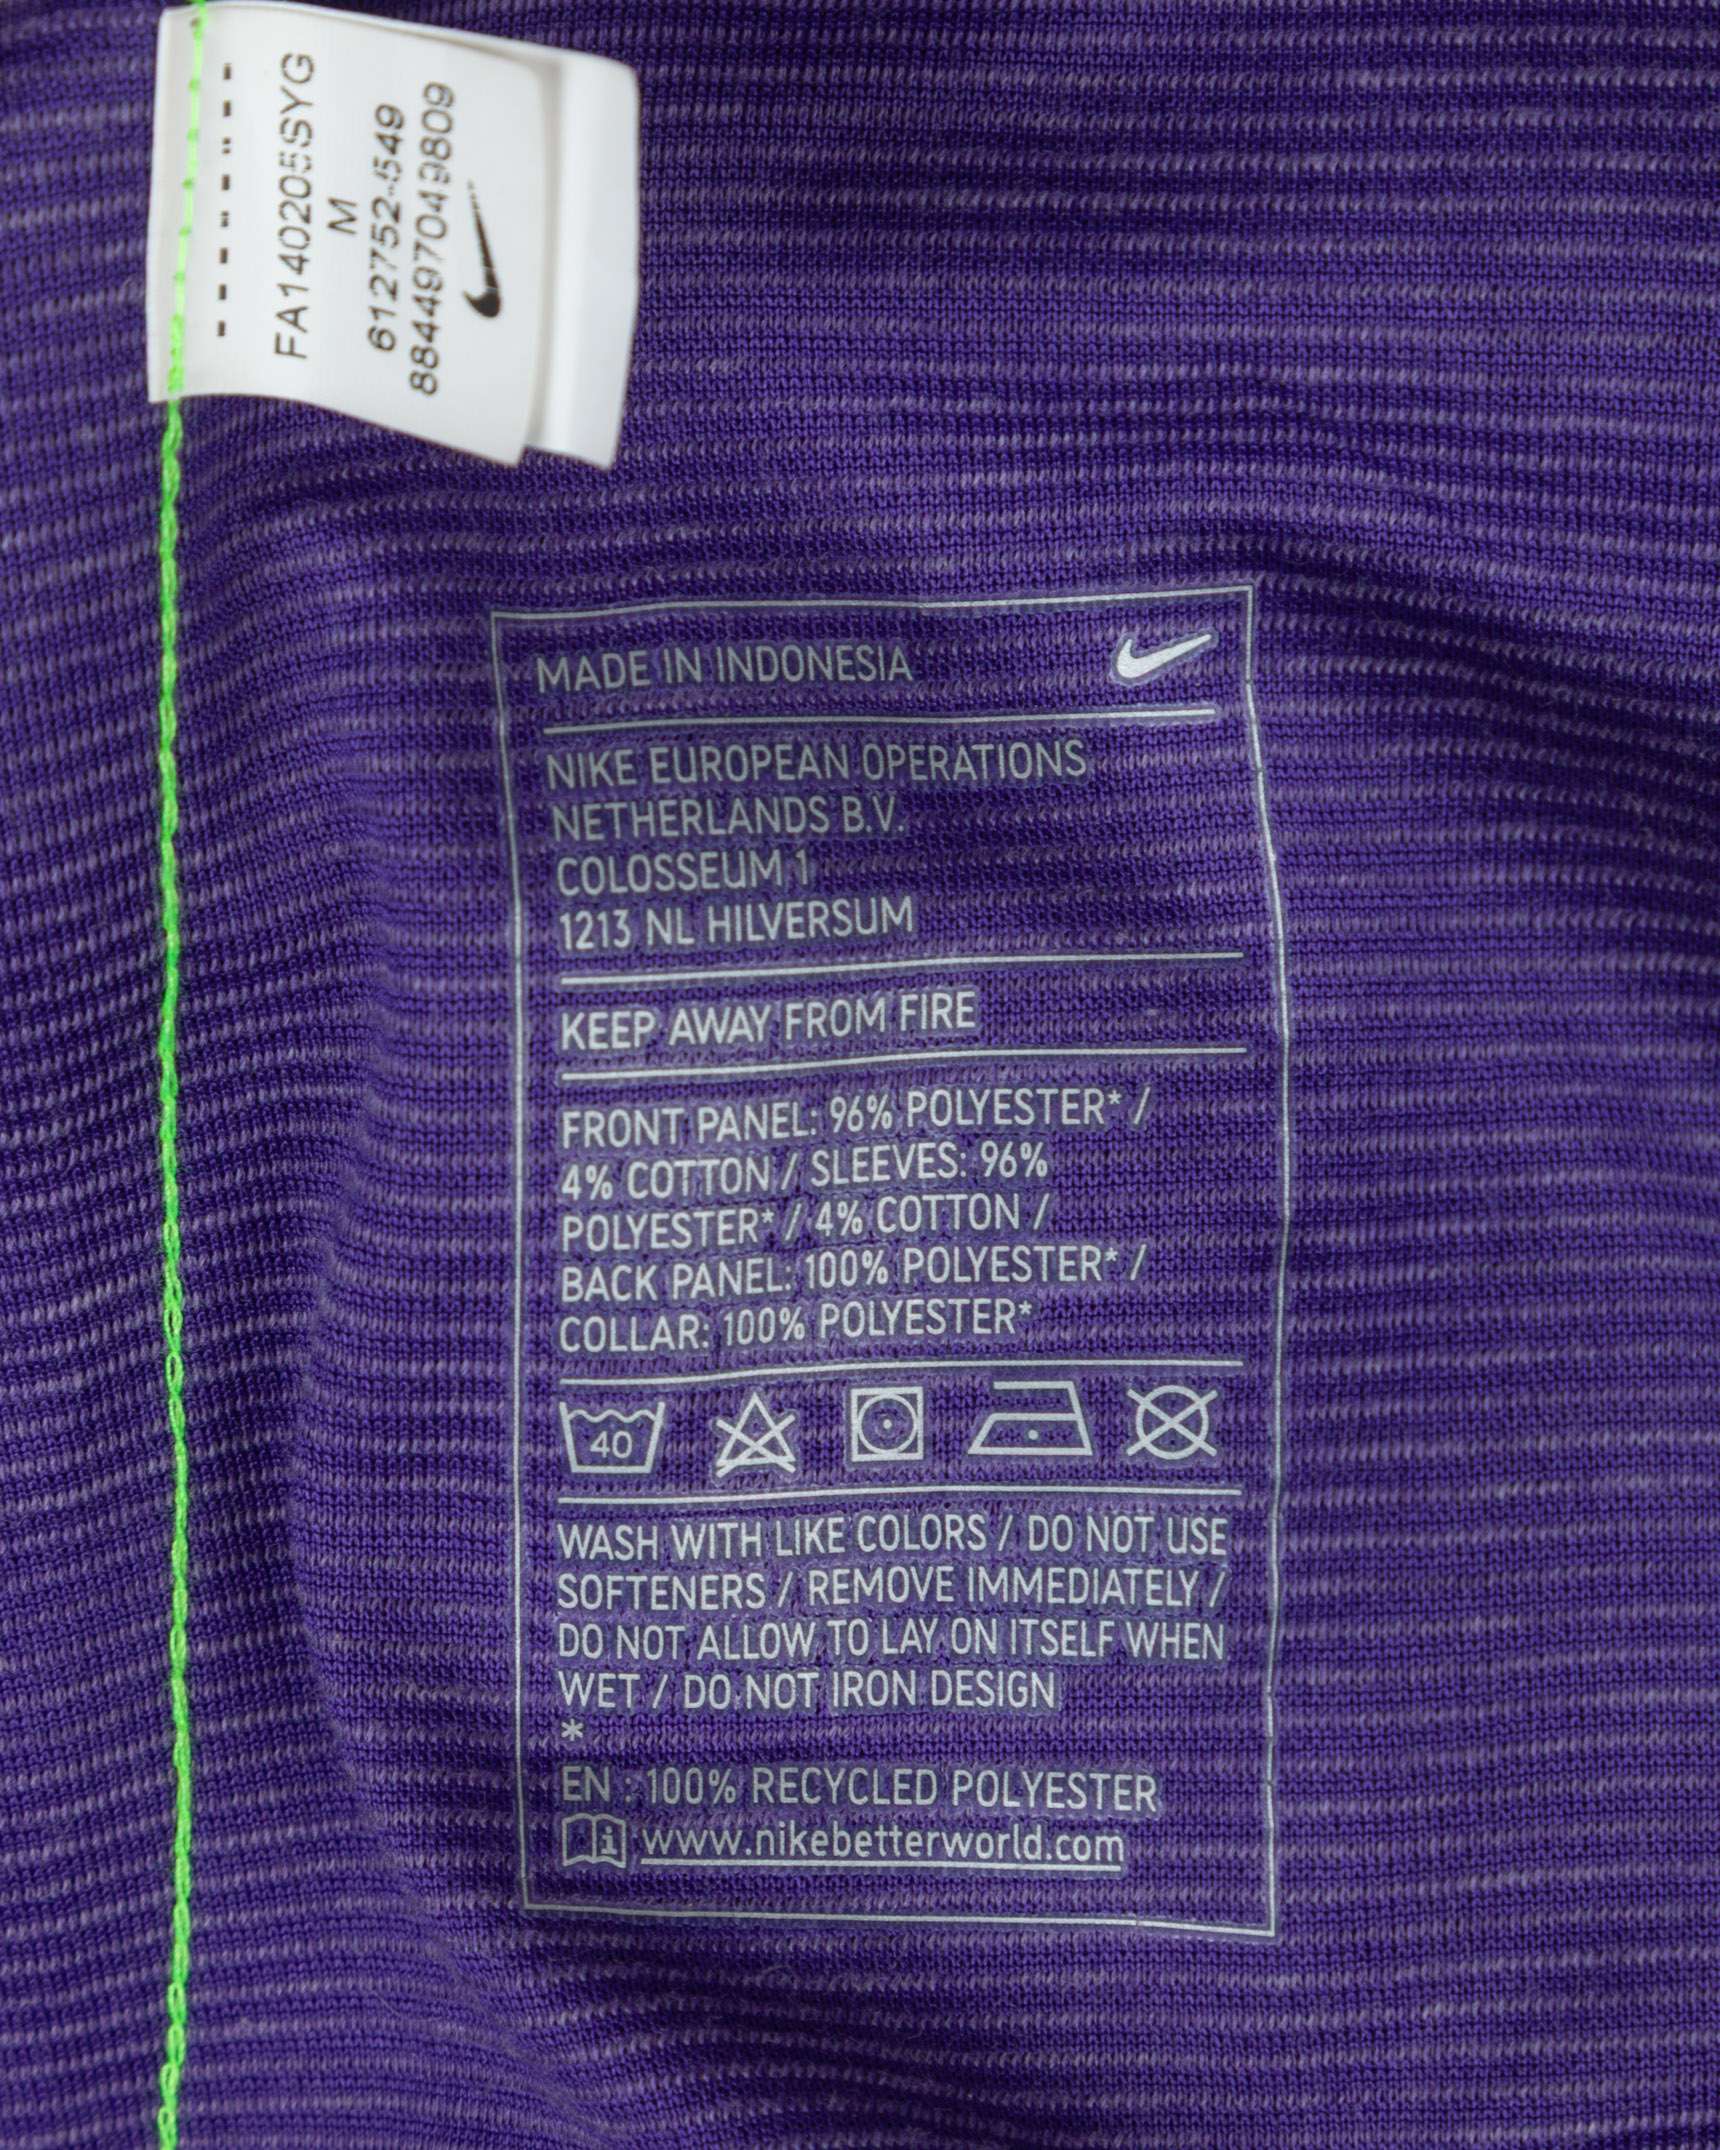 FA140205SYG
M
612752-549
884497049809
MADE IN INDONESIA
NIKE EUROPEAN OPERATIONS
NETHERLANDS B.V.
COLOSSEUM 1
1213 NL HILVERSUM
KEEP AWAY FROM FIRE
FRONT PANEL: 96% POLYESTER* /
4% COTTON / SLEEVES: 96%
POLYESTER* / 4% COTTON /
BACK PANEL: 100% POLYESTER* /
COLLAR: 100% POLYESTER*
40
WASH WITH LIKE COLORS / DO NOT USE
SOFTENERS / REMOVE IMMEDIATELY /
DO NOT ALLOW TO LAY ON ITSELF WHEN
WET / DO NOT IRON DESIGN
*
EN : 100% RECYCLED POLYESTER
www.nikebetterworld.com